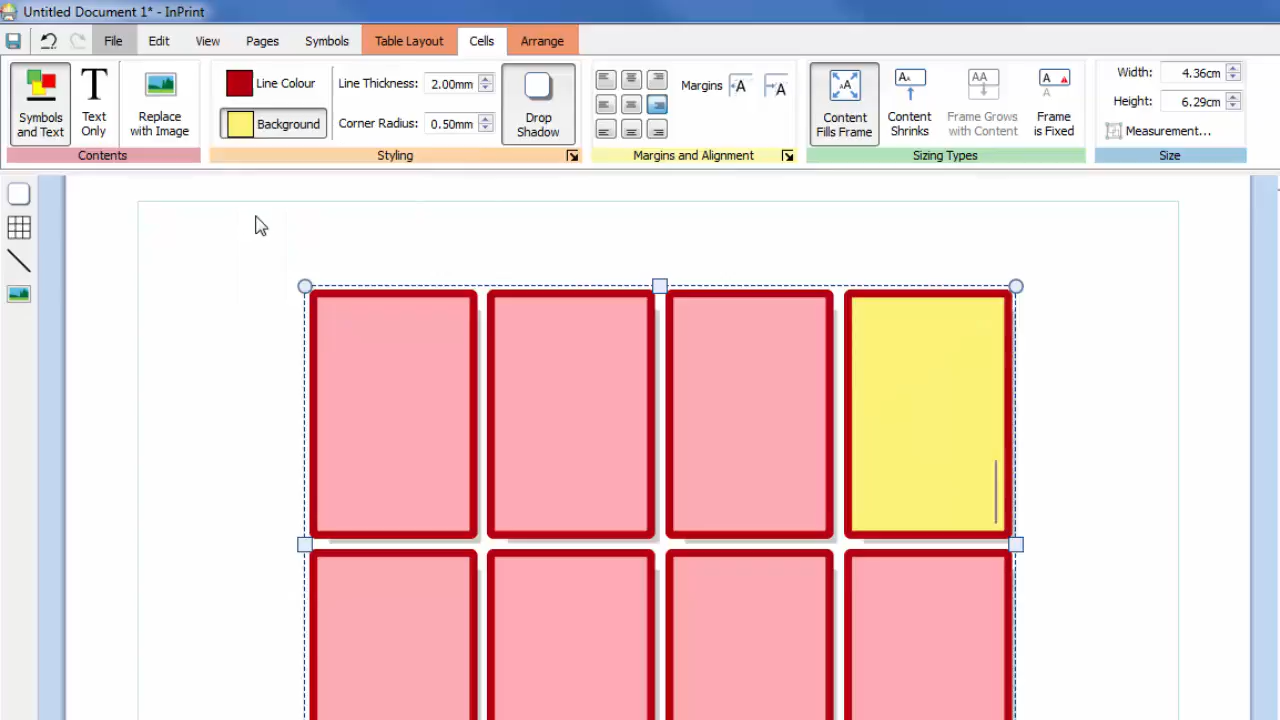 Untitled Document 1* - InPrint
File Edit View Pages Symbols Table Layout Cells Arrange
Symbols and Text
Text Only
Replace with Image
Contents
Line Colour
Background
Line Thickness: 2.00mm
Corner Radius: 0.50mm
Drop Shadow
Styling
Margins
Margins and Alignment
Content Fills Frame
Content Shrinks
Frame Grows with Content
Frame is Fixed
Sizing Types
Width: 4.36cm
Height: 6.29cm
Measurement...
Size